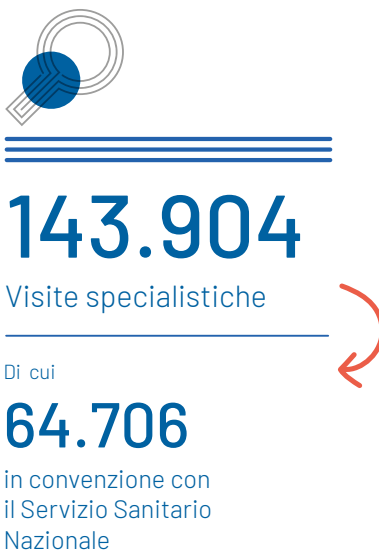 143.904
Visite specialistiche
Di cui
64.706
in convenzione con
il Servizio Sanitario
Nazionale